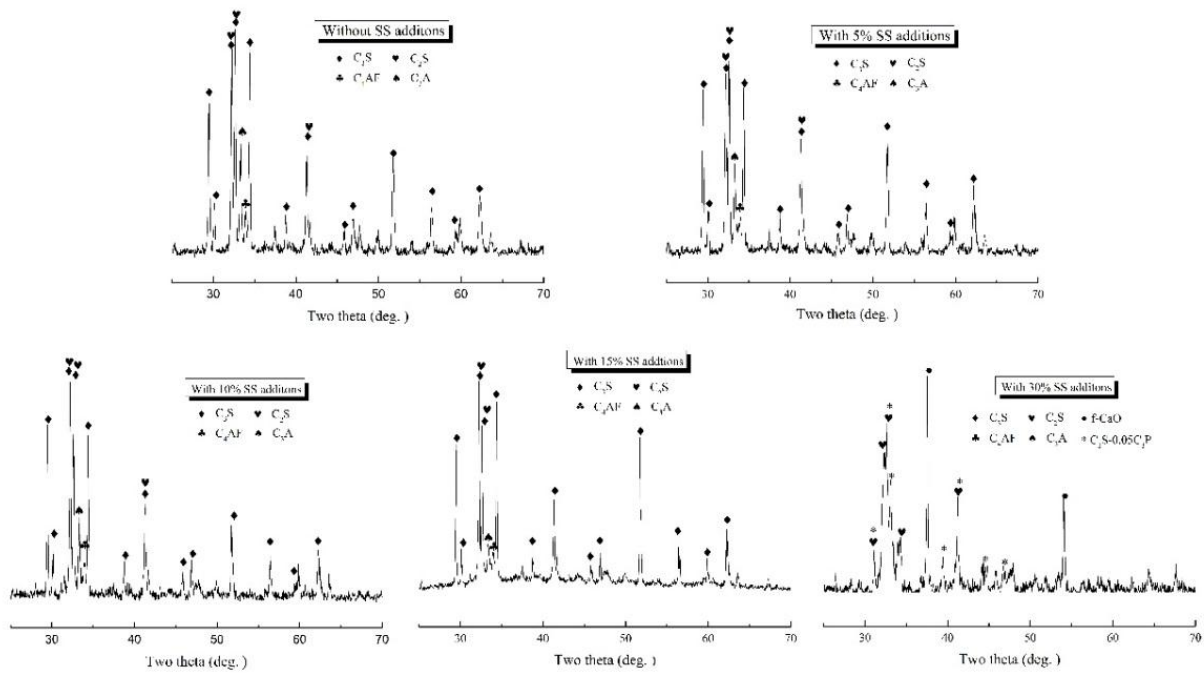 Without SS additons
♦ C₃S ♥ C₂S
♣ C₄AF ♠ C₃A
30 40 50 60 70
Two theta (deg. )
With 5% SS additions
♦ C₃S ♥ C₂S
♣ C₄AF ♠ C₃A
30 40 50 60 70
Two theta (deg. )
With 10% SS additons
♦ C₃S ♥ C₂S
♣ C₄AF ♠ C₃A
30 40 50 60 70
Two theta (deg. )
With 15% SS addtions
♦ C₃S ♥ C₂S
♣ C₄AF ♠ C₃A
30 40 50 60 70
Two theta (deg. )
With 30% SS additons
♦ C₃S ♥ C₂S • f-CaO
♣ C₄AF ♠ C₃A * C₂S-0.05C₃P
30 40 50 60 70
Two theta (deg. )